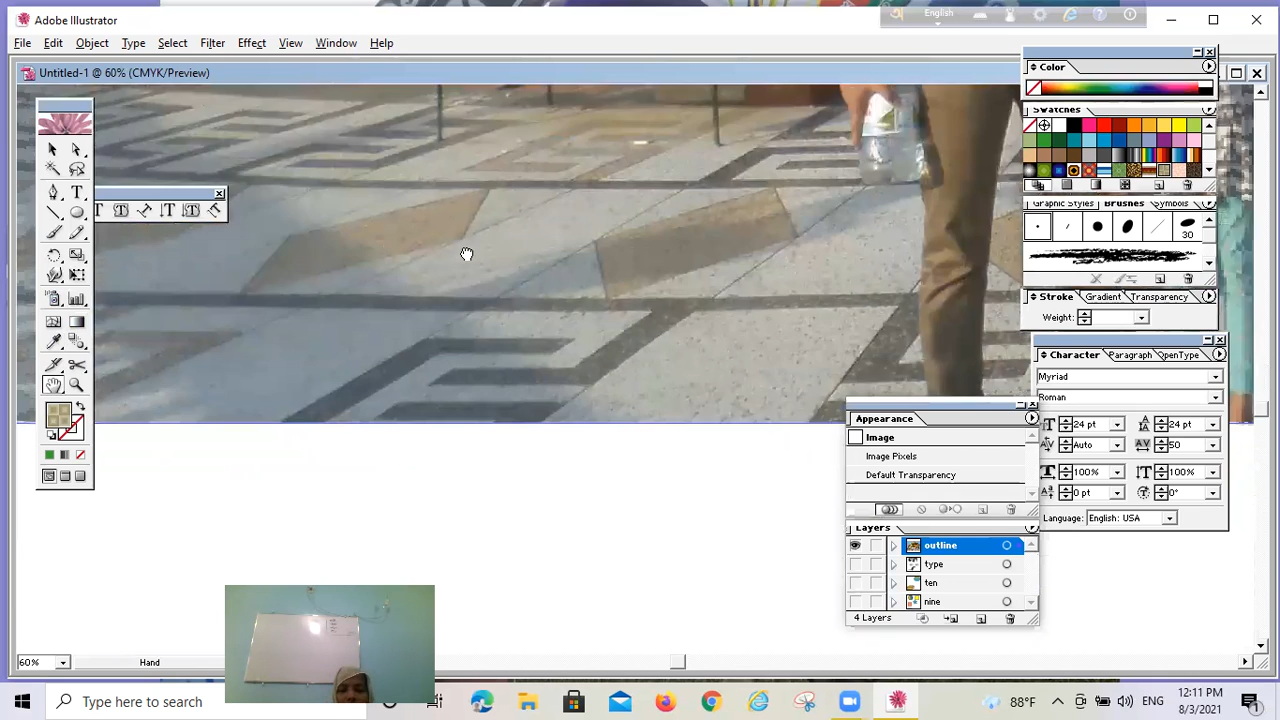 Adobe Illustrator
English
File Edit Object Type Select Filter Effect View Window Help
Untitled-1 @ 60% (CMYK/Preview)
Color
Swatches
Graphic Styles Brushes Symbols
30
Stroke Gradient Transparency
Weight:
Character Paragraph OpenType
Myriad
Roman
24 pt 24 pt
Auto 50
100% 100%
0 pt 0°
Language: English: USA
Appearance
Image
Image Pixels
Default Transparency
Layers
outline
type
ten
nine
4 Layers
60% Hand
Type here to search
88°F
ENG
12:11 PM
8/3/2021